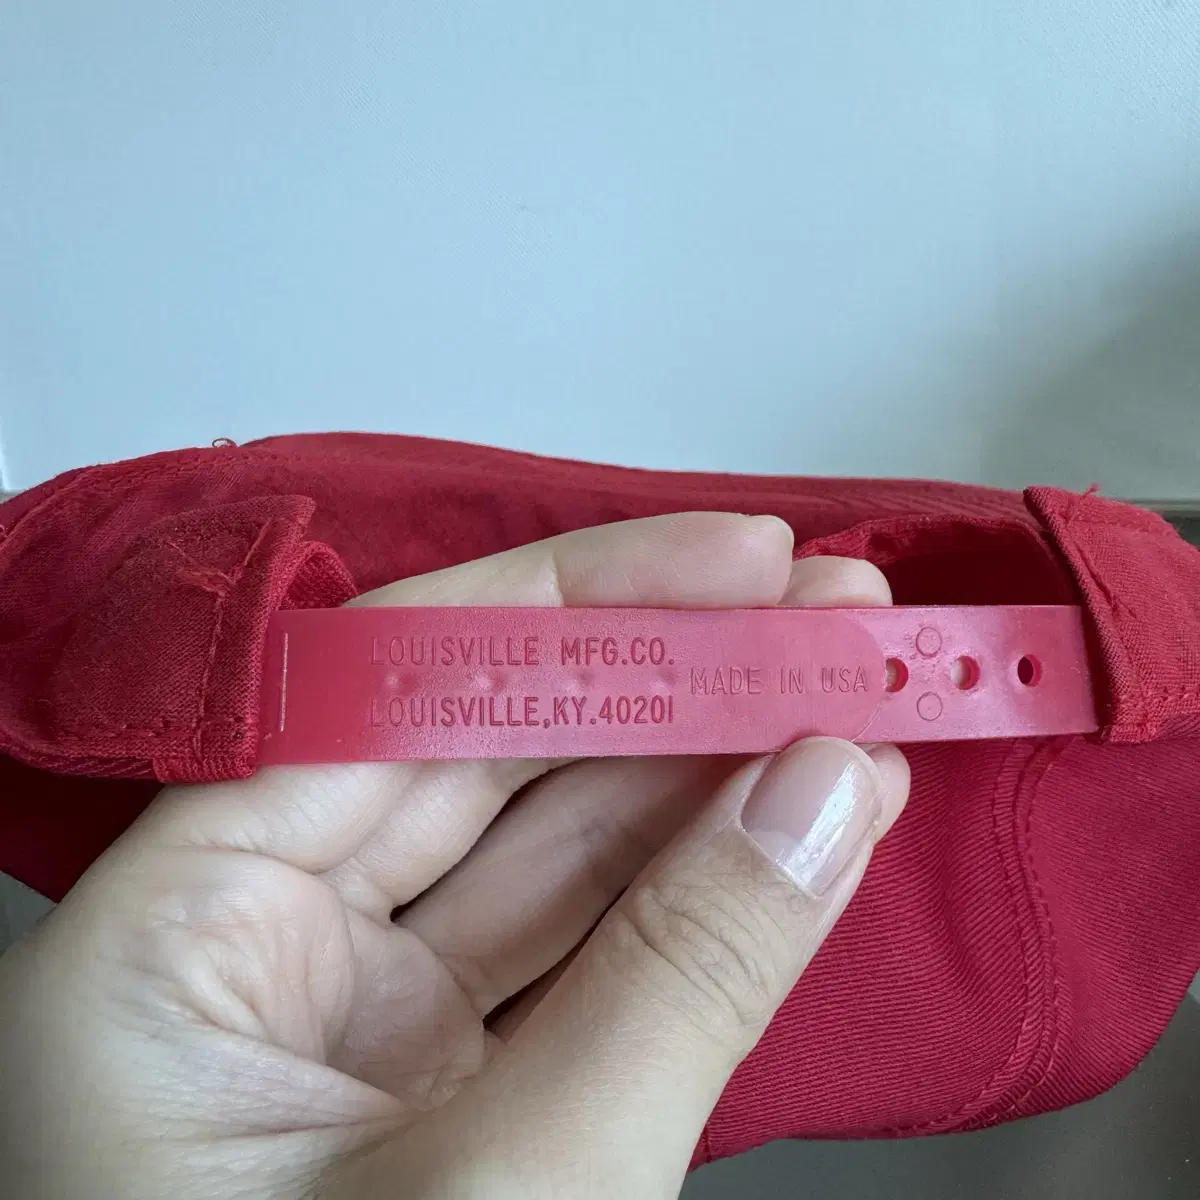 LOUISVILLE MFG.CO.
LOUISVILLE,KY.40201
MADE IN USA